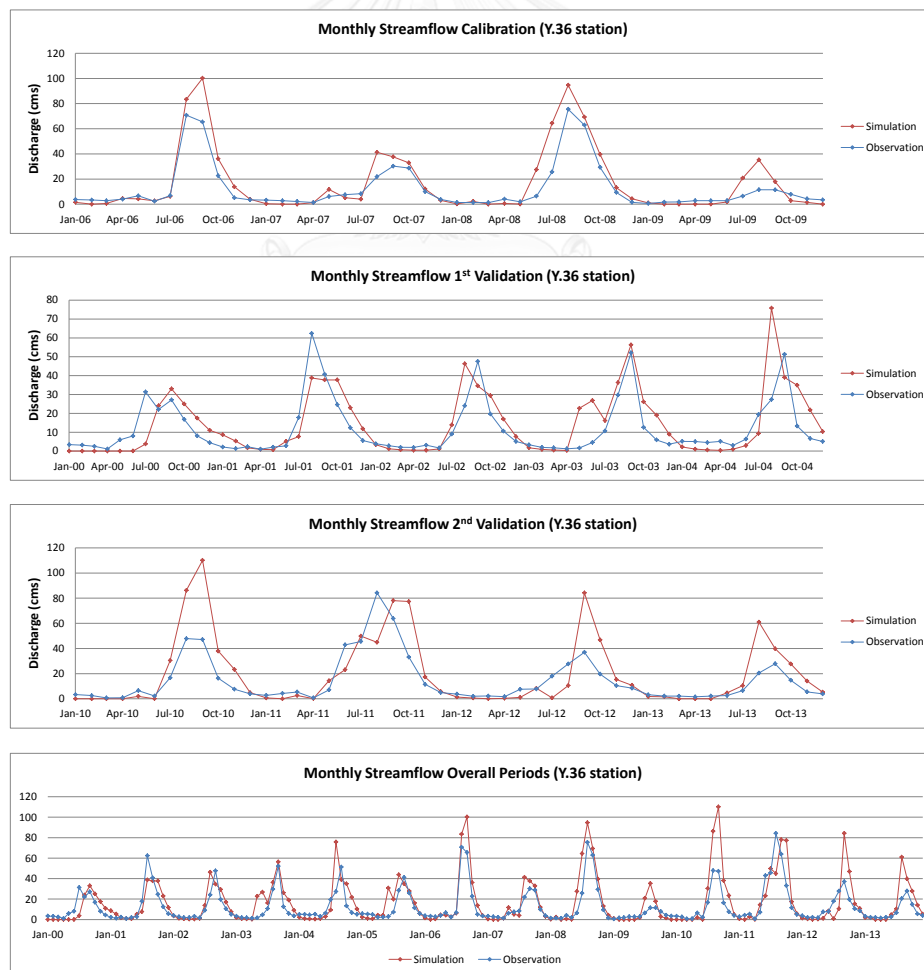 Monthly Streamflow Calibration (Y.36 station)
120
100
80
60
40
20
0
Discharge (cms)
Jan-06 Apr-06 Jul-06 Oct-06 Jan-07 Apr-07 Jul-07 Oct-07 Jan-08 Apr-08 Jul-08 Oct-08 Jan-09 Apr-09 Jul-09 Oct-09
Simulation
Observation
Monthly Streamflow 1st Validation (Y.36 station)
80
70
60
50
40
30
20
10
0
Discharge (cms)
Jan-00 Apr-00 Jul-00 Oct-00 Jan-01 Apr-01 Jul-01 Oct-01 Jan-02 Apr-02 Jul-02 Oct-02 Jan-03 Apr-03 Jul-03 Oct-03 Jan-04 Apr-04 Jul-04 Oct-04
Simulation
Observation
Monthly Streamflow 2nd Validation (Y.36 station)
120
100
80
60
40
20
0
Discharge (cms)
Jan-10 Apr-10 Jul-10 Oct-10 Jan-11 Apr-11 Jul-11 Oct-11 Jan-12 Apr-12 Jul-12 Oct-12 Jan-13 Apr-13 Jul-13 Oct-13
Simulation
Observation
Monthly Streamflow Overall Periods (Y.36 station)
120
100
80
60
40
20
0
Jan-00 Jan-01 Jan-02 Jan-03 Jan-04 Jan-05 Jan-06 Jan-07 Jan-08 Jan-09 Jan-10 Jan-11 Jan-12 Jan-13
Simulation Observation